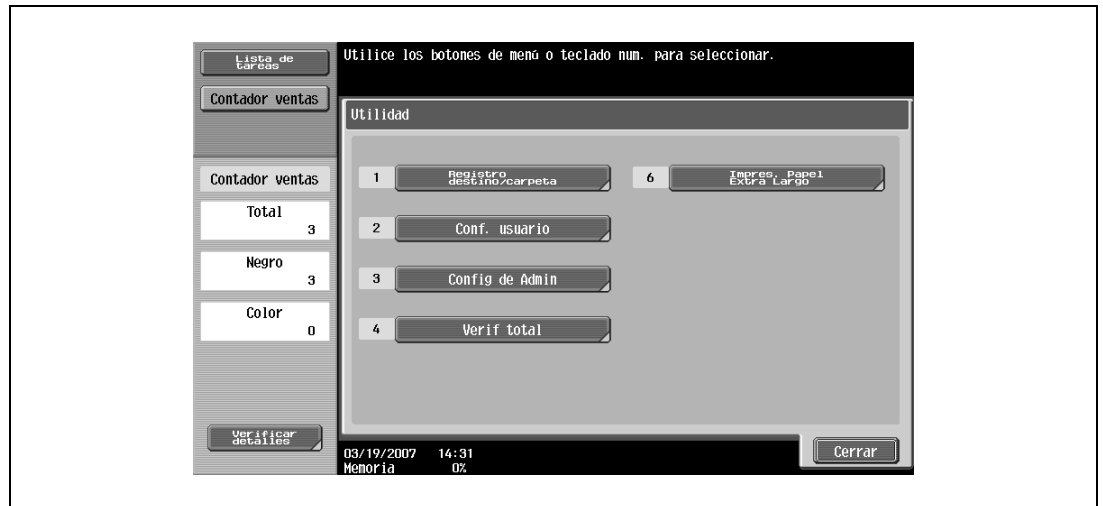 Lista de
tareas
Contador ventas
Utilice los botones de menú o teclado num. para seleccionar.
Utilidad
Contador ventas
Total
3
Negro
3
Color
0
Verificar
detalles
1 Registro
destino/carpeta
2 Conf. usuario
3 Config de Admin
4 Verif total
6 Impres. Papel
Extra Largo
03/19/2007 14:31
Memoria 0%
Cerrar